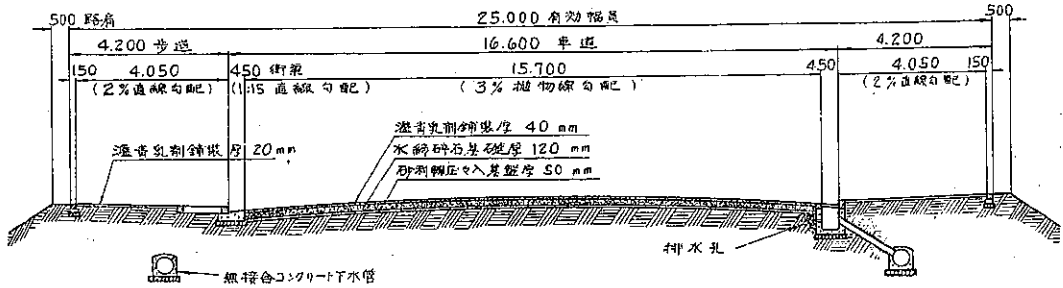 500 路肩
25.000 有効幅員
500
4.200 歩道
16.600 車道
4.200
150 4.050
450 街渠
15.700
450
4.050 150
(2%直線勾配)
(1:15 直線勾配)
(3% 抛物線勾配)
(2%直線勾配)
瀝青乳剤鋪装厚 20mm
瀝青乳剤鋪装厚 40 mm
水締砕石基礎厚 120 mm
砂利輾圧々入基盤厚 50 mm
排水孔
無接合コンクリート下水管